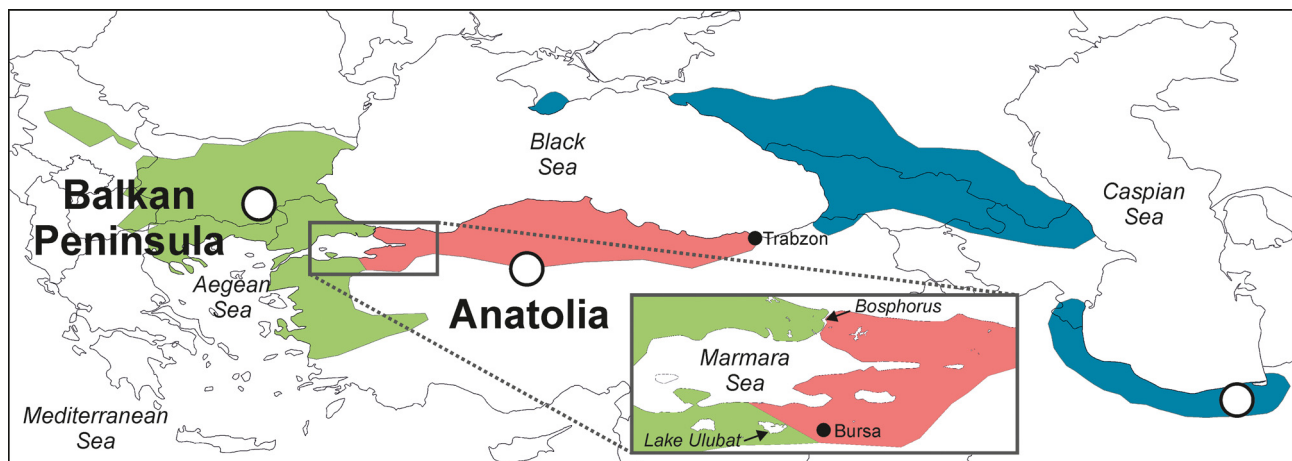 Black
Sea
Caspian
Sea
Balkan
Peninsula
Trabzon
Aegean
Sea
Anatolia
Bosphorus
Marmara
Sea
Mediterranean
Sea
Lake Ulubat
Bursa